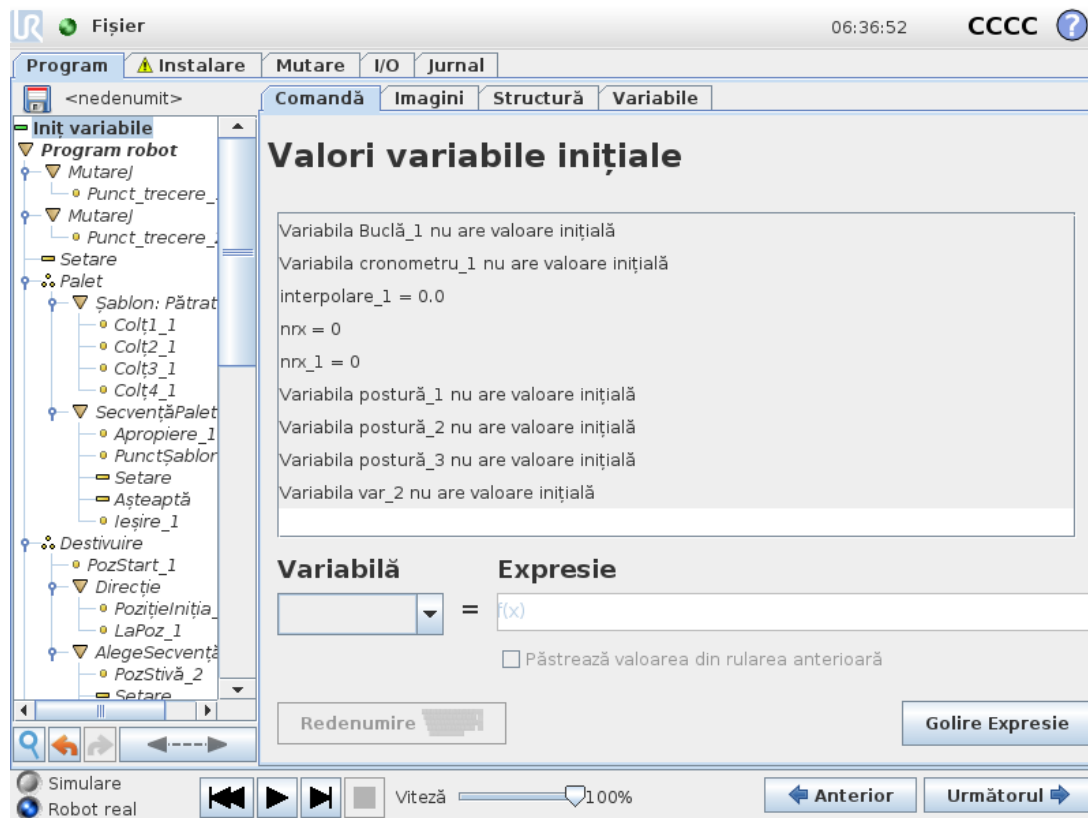 UR Fișier 06:36:52 CCCC ?
Program Instalare Mutare I/O Jurnal
<nedenumit> Comandă Imagini Structură Variabile
Iniț variabile
Program robot
MutareJ
Punct_trecere_
MutareJ
Punct_trecere_
Setare
Palet
Șablon: Pătrat
Colț1_1
Colț2_1
Colț3_1
Colț4_1
SecvențăPalet
Apropiere_1
PunctȘablon
Setare
Așteaptă
Ieșire_1
Destivuire
PozStart_1
Direcție
PozițieIniția_
LaPoz_1
AlegeSecvență
PozStivă_2
Setare
Valori variabile inițiale
Variabila Buclă_1 nu are valoare inițială
Variabila cronometru_1 nu are valoare inițială
interpolare_1 = 0.0
nrx = 0
nrx_1 = 0
Variabila postură_1 nu are valoare inițială
Variabila postură_2 nu are valoare inițială
Variabila postură_3 nu are valoare inițială
Variabila var_2 nu are valoare inițială
Variabilă Expresie
= f(x)
Păstrează valoarea din rularea anterioară
Redenumire
Golire Expresie
Simulare
Robot real
Viteză 100%
Anterior Următorul